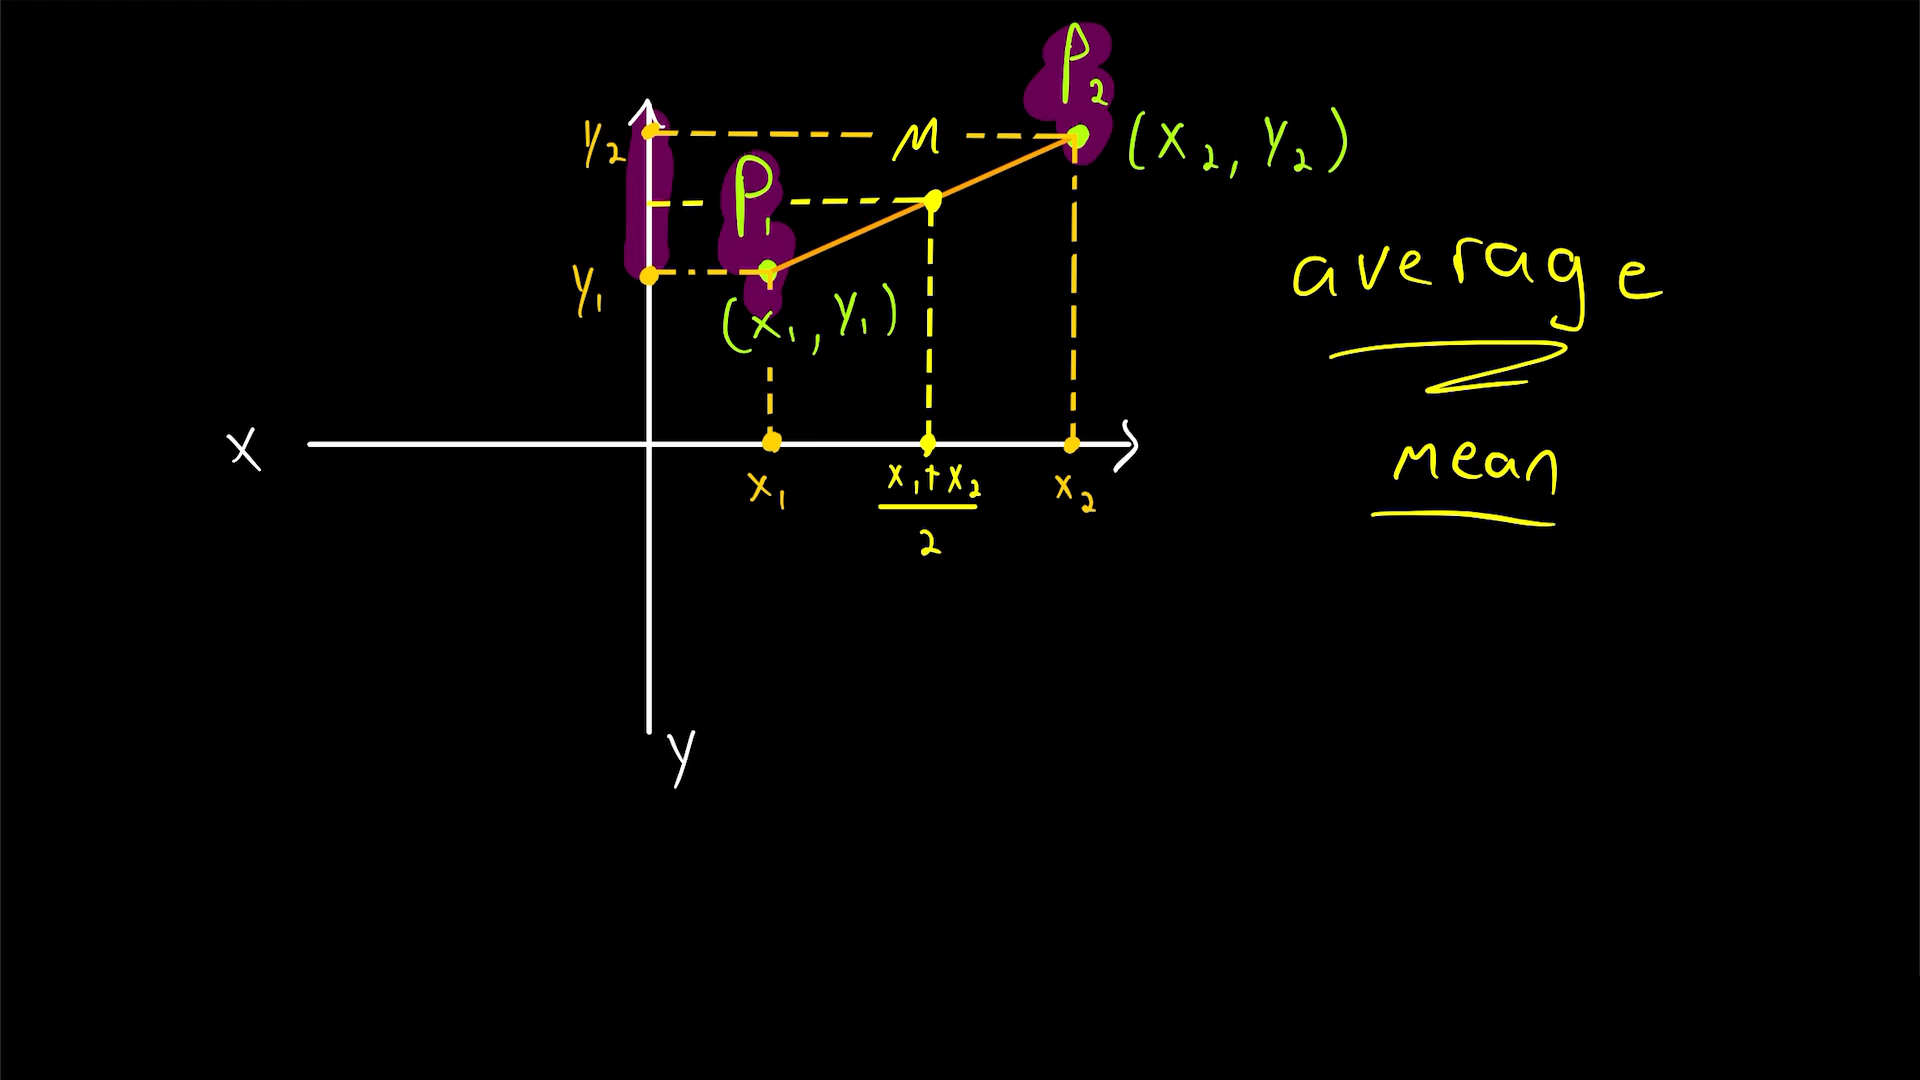 P₂
y₂
M
(x₂, y₂)
P₁
y₁
(x₁, y₁)
average
x
mean
x₁
x₁+x₂
2
x₂
y